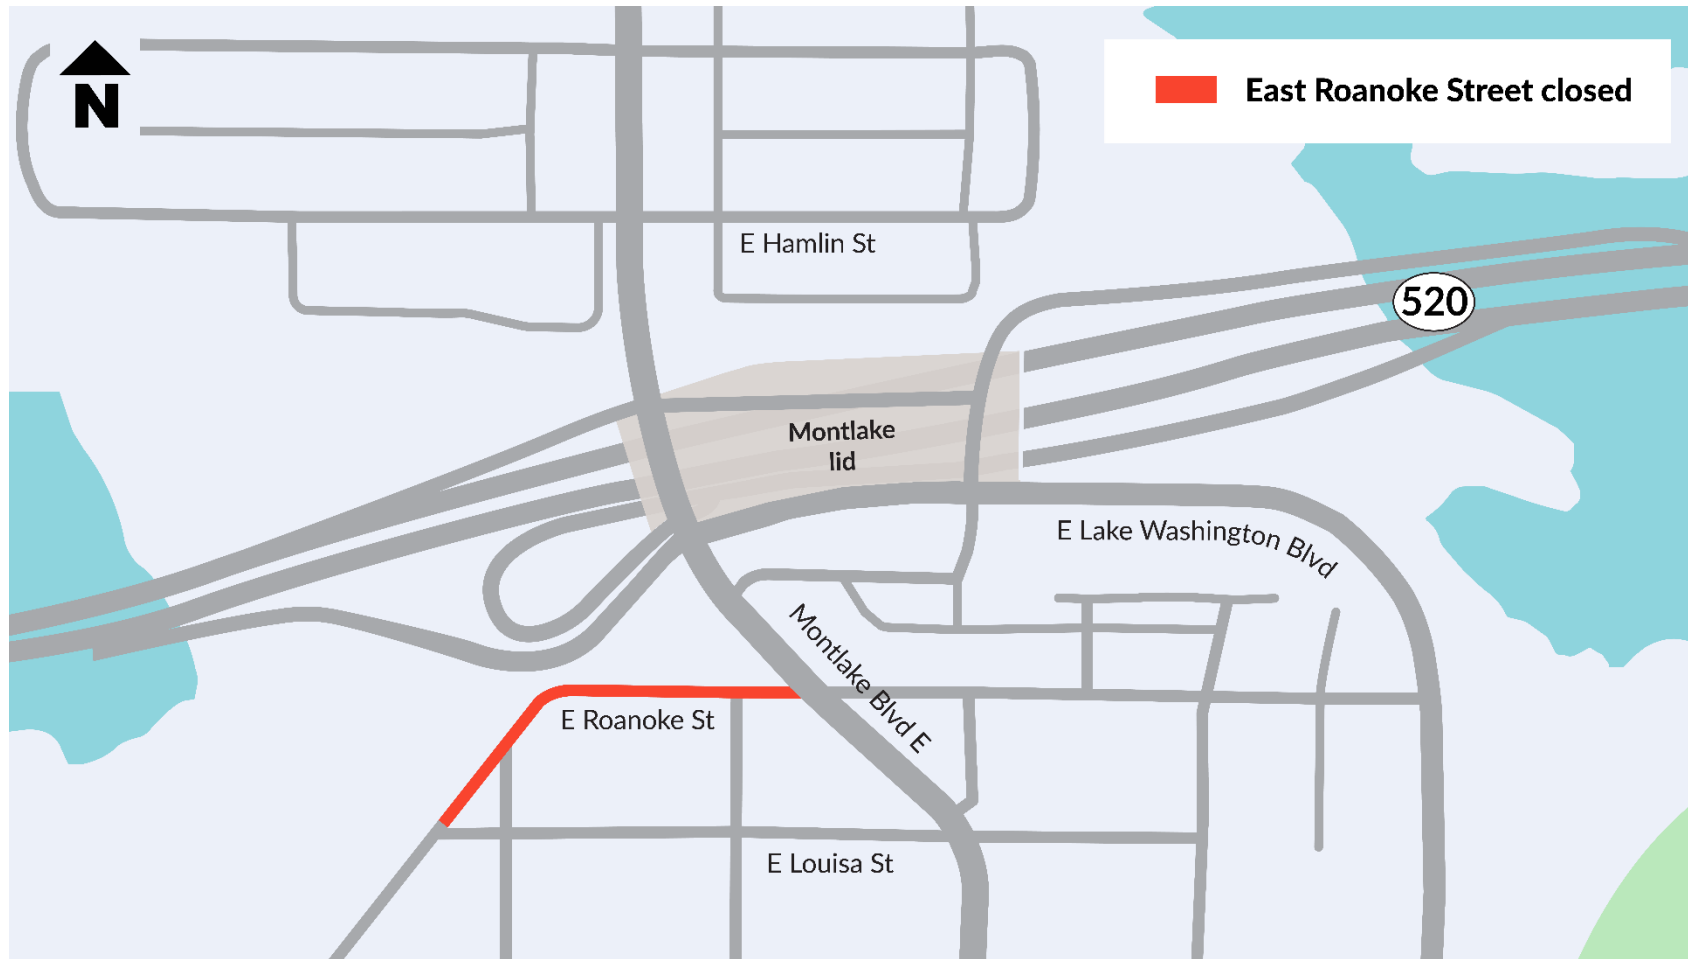 N
East Roanoke Street closed
E Hamlin St
520
Montlake
lid
E Lake Washington Blvd
Montlake Blvd E
E Roanoke St
E Louisa St